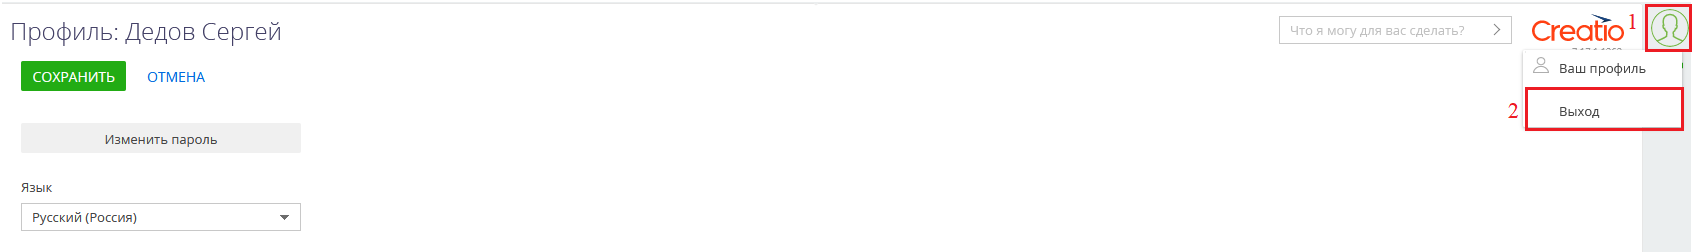 Профиль: Дедов Сергей
Что я могу для вас сделать?
Creatio
1
СОХРАНИТЬ
ОТМЕНА
Ваш профиль
2
Выход
Изменить пароль
Язык
Русский (Россия)